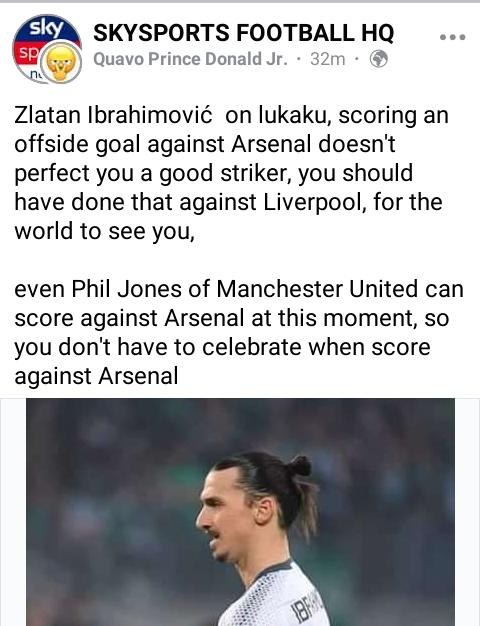 sky
sp
SKYSPORTS FOOTBALL HQ
Quavo Prince Donald Jr. · 32m ·
Zlatan Ibrahimović  on lukaku, scoring an
offside goal against Arsenal doesn't
perfect you a good striker, you should
have done that against Liverpool, for the
world to see you,
even Phil Jones of Manchester United can
score against Arsenal at this moment, so
you don't have to celebrate when score
against Arsenal